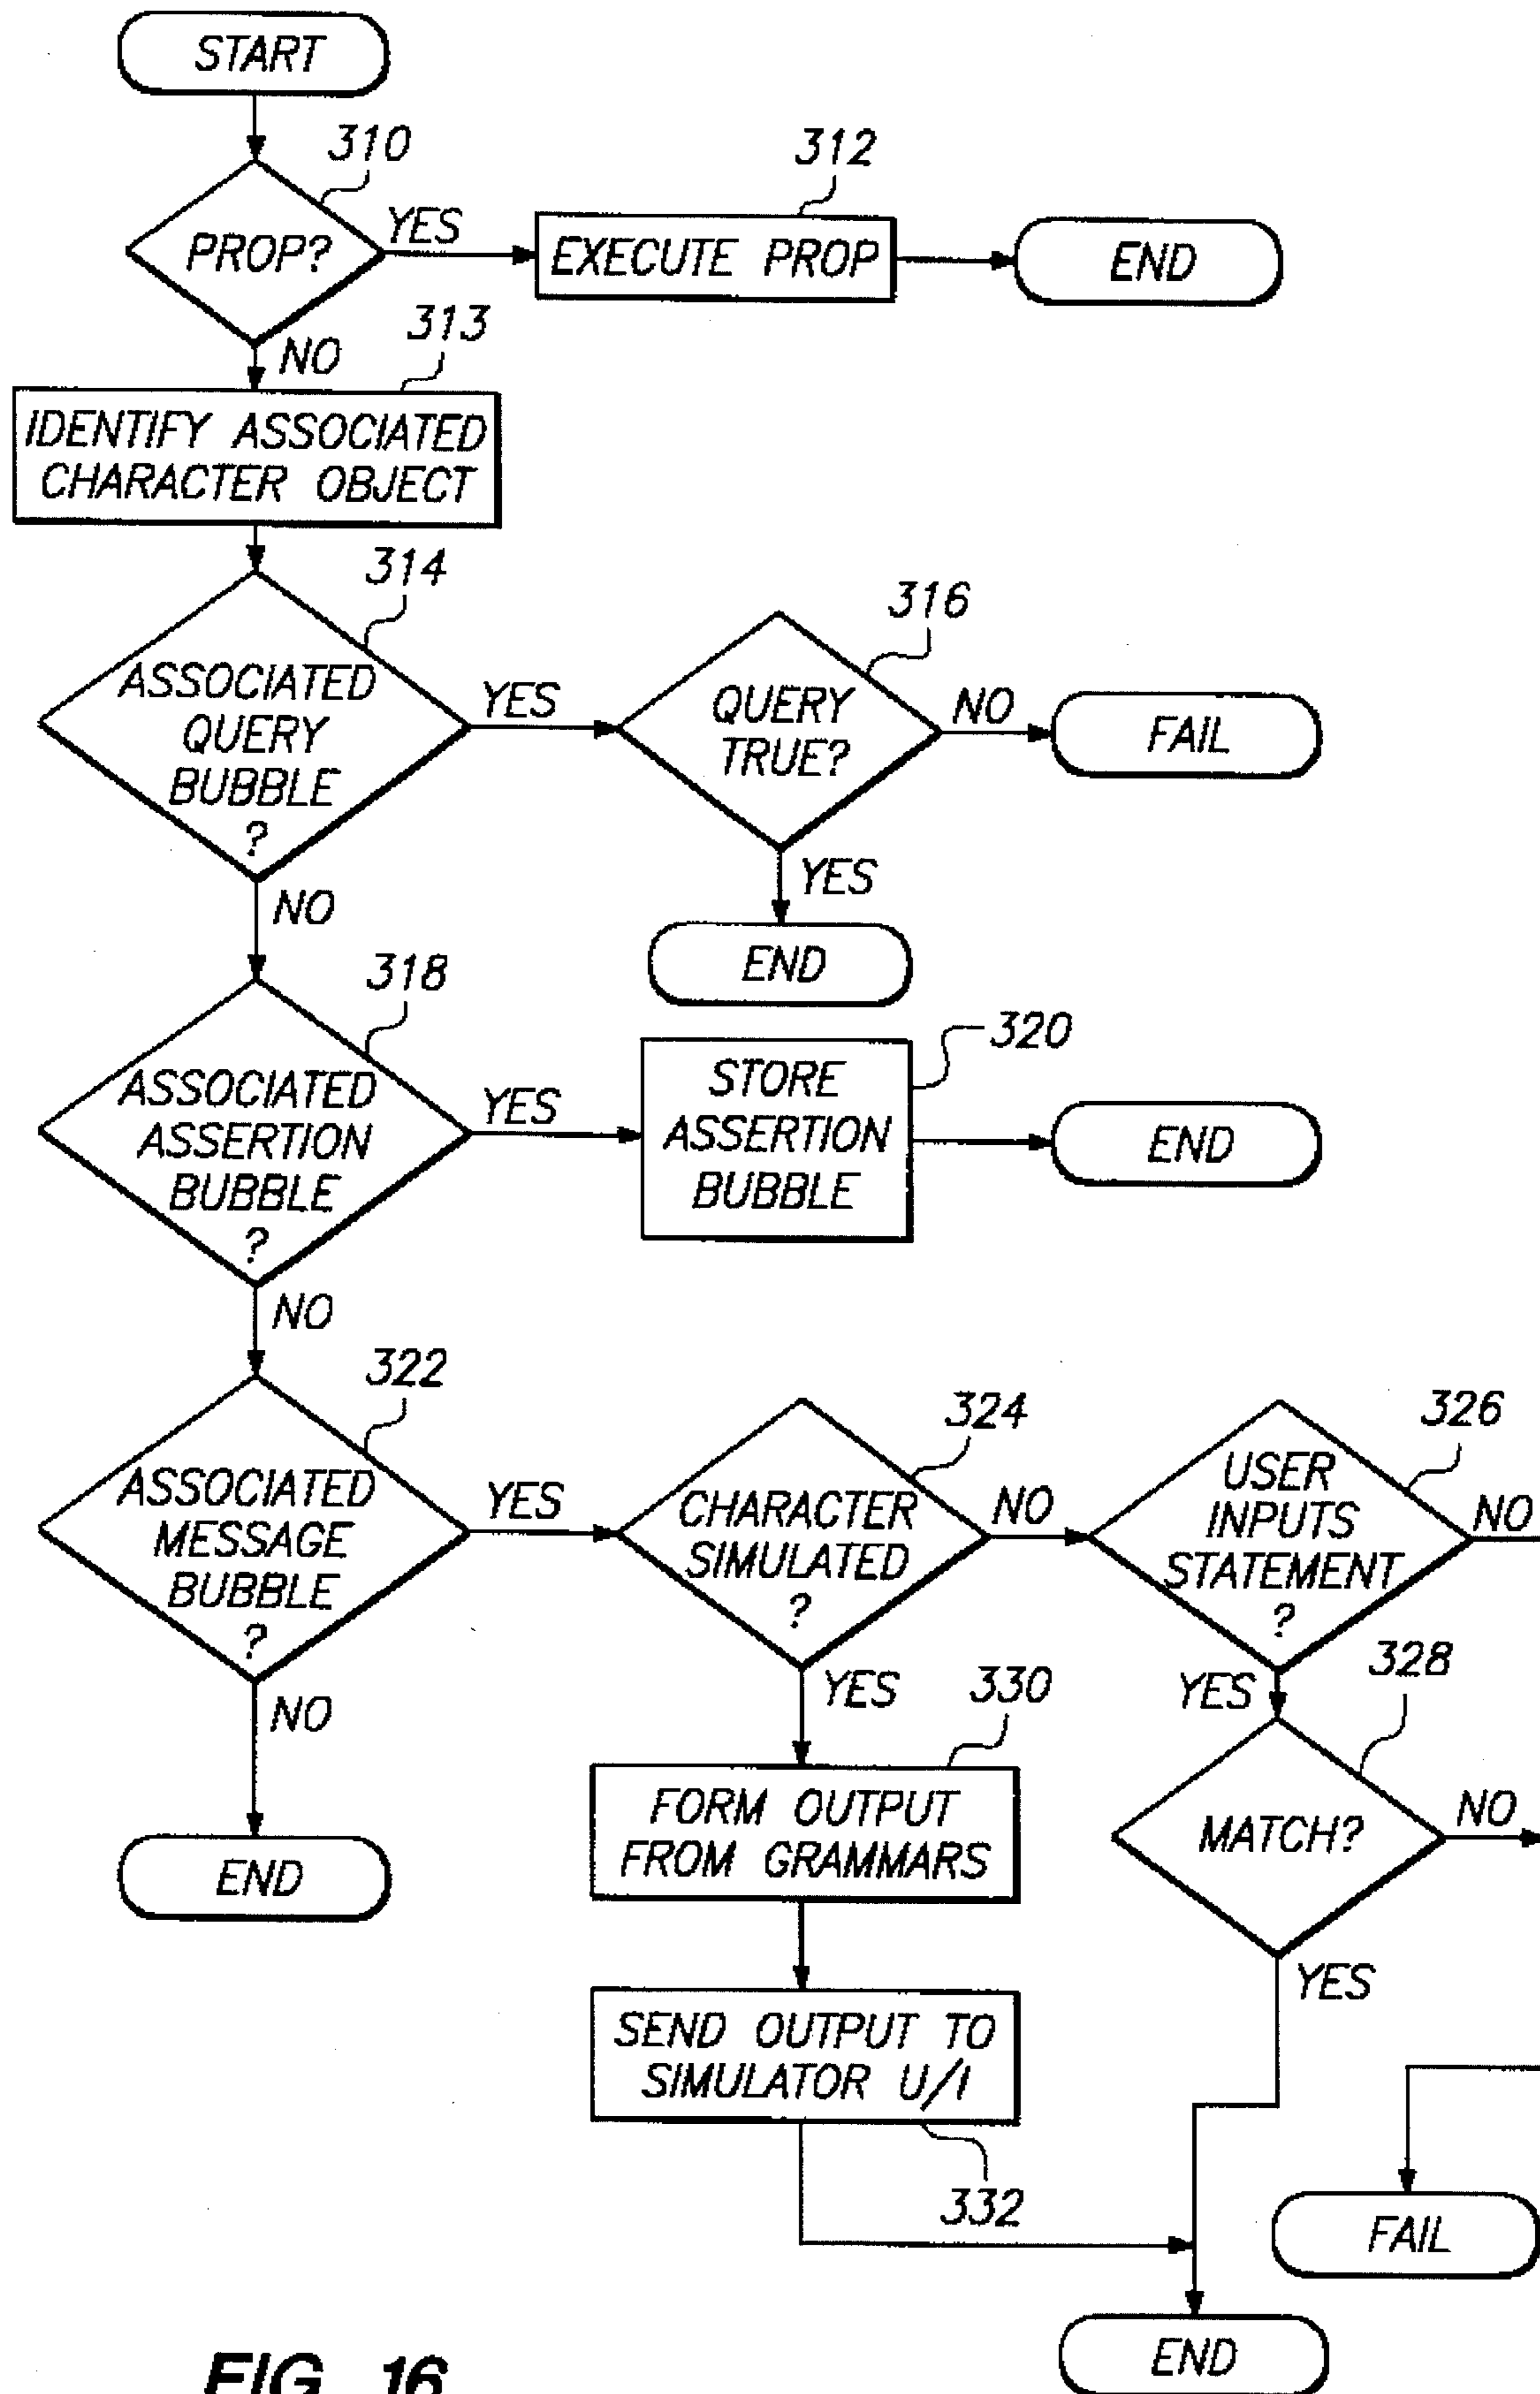 START
310
PROP?
YES
312
EXECUTE PROP
END
NO
313
IDENTIFY ASSOCIATED
CHARACTER OBJECT
314
ASSOCIATED
QUERY
BUBBLE
?
YES
316
QUERY
TRUE?
NO
FAIL
YES
END
NO
318
ASSOCIATED
ASSERTION
BUBBLE
?
YES
320
STORE
ASSERTION
BUBBLE
END
NO
322
ASSOCIATED
MESSAGE
BUBBLE
?
YES
324
CHARACTER
SIMULATED
?
NO
326
USER
INPUTS
STATEMENT
?
NO
NO
END
YES
330
FORM OUTPUT
FROM GRAMMARS
YES
328
MATCH?
NO
YES
SEND OUTPUT TO
SIMULATOR U/I
332
FAIL
END
FIG. 16